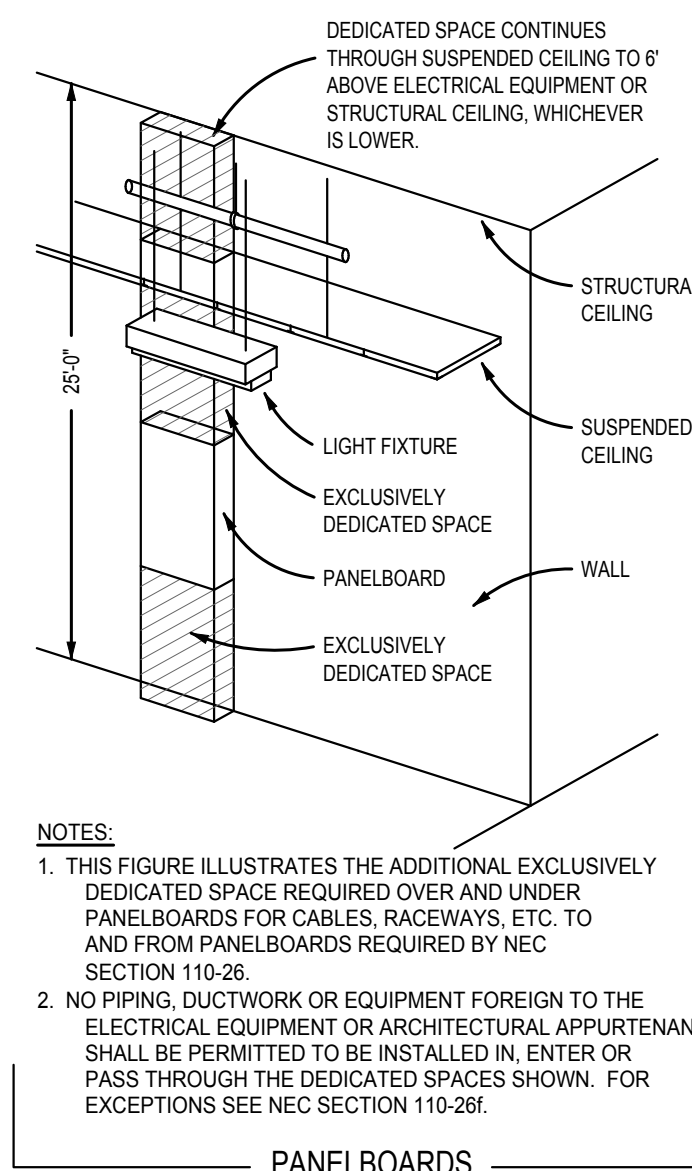 DEDICATED SPACE CONTINUES
THROUGH SUSPENDED CEILING TO 6'
ABOVE ELECTRICAL EQUIPMENT OR
STRUCTURAL CEILING, WHICHEVER
IS LOWER.
STRUCTURA
CEILING
25'-0"
SUSPENDED
CEILING
LIGHT FIXTURE
EXCLUSIVELY
DEDICATED SPACE
PANELBOARD
WALL
EXCLUSIVELY
DEDICATED SPACE
NOTES:
1. THIS FIGURE ILLUSTRATES THE ADDITIONAL EXCLUSIVELY
DEDICATED SPACE REQUIRED OVER AND UNDER
PANELBOARDS FOR CABLES, RACEWAYS, ETC. TO
AND FROM PANELBOARDS REQUIRED BY NEC
SECTION 110-26.
2. NO PIPING, DUCTWORK OR EQUIPMENT FOREIGN TO THE
ELECTRICAL EQUIPMENT OR ARCHITECTURAL APPURTENAN
SHALL BE PERMITTED TO BE INSTALLED IN, ENTER OR
PASS THROUGH THE DEDICATED SPACES SHOWN. FOR
EXCEPTIONS SEE NEC SECTION 110-26f.
PANELBOARDS